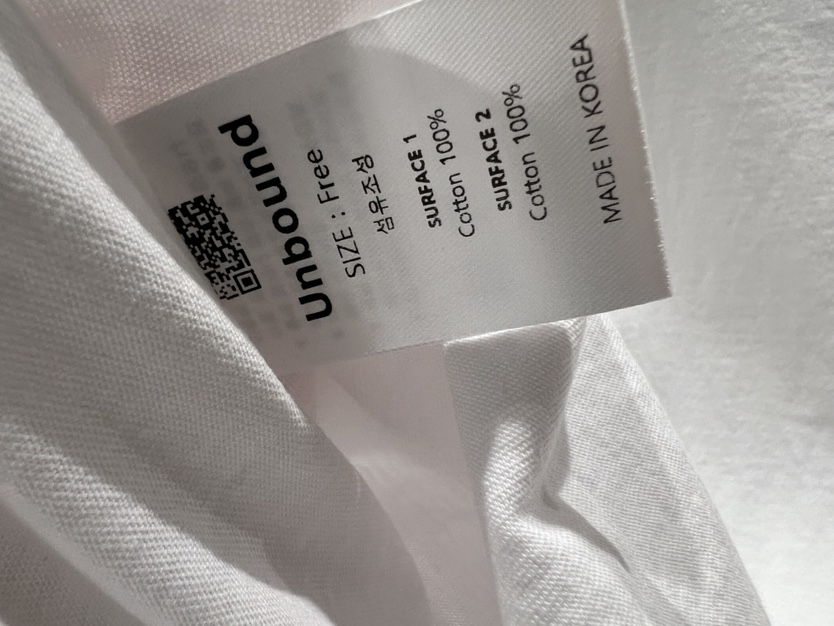 Unbound
SIZE : Free
섬유조성
SURFACE 1
Cotton 100%
SURFACE 2
Cotton 100%
MADE IN KOREA